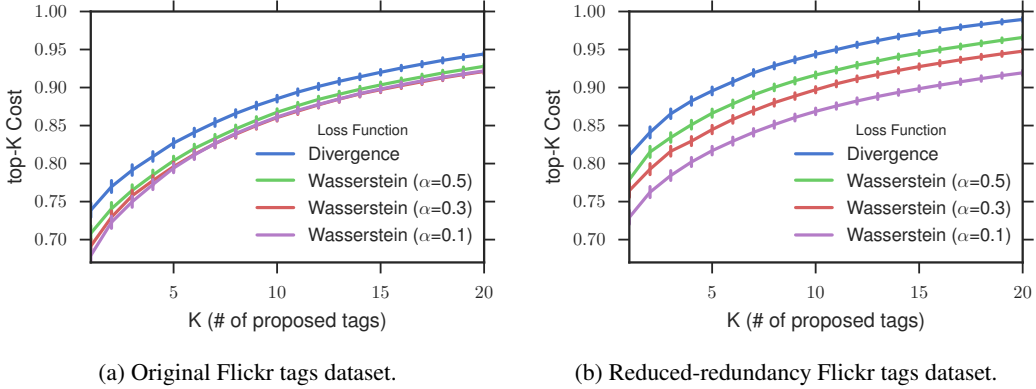 1.00
0.95
0.90
0.85
0.80
0.75
0.70
top-K Cost
Loss Function
Divergence
Wasserstein (α=0.5)
Wasserstein (α=0.3)
Wasserstein (α=0.1)
5
10
15
20
K (# of proposed tags)
(a) Original Flickr tags dataset.
1.00
0.95
0.90
0.85
0.80
0.75
0.70
top-K Cost
Loss Function
Divergence
Wasserstein (α=0.5)
Wasserstein (α=0.3)
Wasserstein (α=0.1)
5
10
15
20
K (# of proposed tags)
(b) Reduced-redundancy Flickr tags dataset.